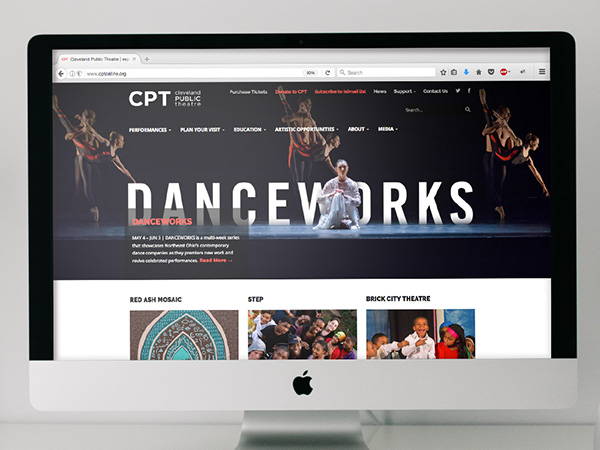 CPT Cleveland Public Theatre | exp
www.cptonline.org
80%
Search
CPT cleveland
PUBLIC
theatre
Purchase Tickets Donate to CPT Subscribe to (e)mail list News Support Contact Us
Search...
PERFORMANCES PLAN YOUR VISIT EDUCATION ARTISTIC OPPORTUNITIES ABOUT MEDIA
DANCEWORKS
DANCEWORKS
MAY 4 – JUN 3 | DANCEWORKS is a multi-week series
that showcases Northeast Ohio's contemporary
dance companies as they premiere new work and
revive celebrated performances. Read More →
RED ASH MOSAIC STEP BRICK CITY THEATRE